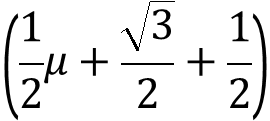 (1/2 μ + √3/2 + 1/2)